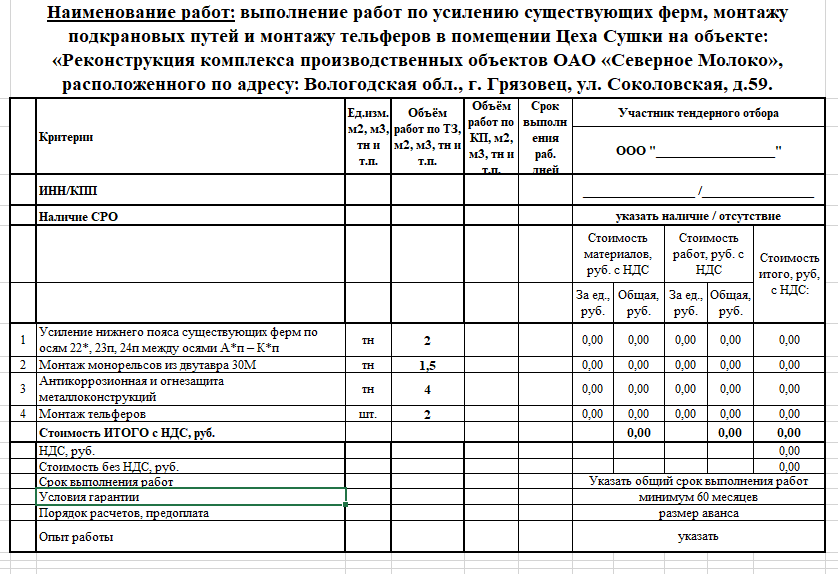 Наименование работ: выполнение работ по усилению существующих ферм, монтажу
подкрановых путей и монтажу тельферов в помещении Цеха Сушки на объекте:
«Реконструкция комплекса производственных объектов ОАО «Северное Молоко»,
расположенного по адресу: Вологодская обл., г. Грязовец, ул. Соколовская, д.59.
Критерии
Ед.изм.
м2, м3,
тн и
т.п.
Объём
работ по ТЗ,
м2, м3, тн и
т.п.
Объём
работ по
КП, м2,
м3, тн и
т.п.
Срок
выполн
ения
раб.
дней
Участник тендерного отбора
ООО "___________________"
ИНН/КПП
__________________ /__________________
Наличие СРО
указать наличие / отсутствие
Стоимость
материалов,
руб. с НДС
Стоимость
работ, руб. с
НДС
Стоимость
итого, руб,
с НДС:
За ед.,
руб.
Общая,
руб.
За ед.,
руб.
Общая,
руб.
1 Усиление нижнего пояса существующих ферм по
осям 22*, 23п, 24п между осями А*п – К*п тн 2 0,00 0,00 0,00 0,00 0,00
2 Монтаж монорельсов из двутавра 30М тн 1,5 0,00 0,00 0,00 0,00 0,00
3 Антикоррозионная и огнезащита
металлоконструкций тн 4 0,00 0,00 0,00 0,00 0,00
4 Монтаж тельферов шт. 2 0,00 0,00 0,00 0,00 0,00
Стоимость ИТОГО с НДС, руб. 0,00 0,00 0,00
НДС, руб. 0,00
Стоимость без НДС, руб. 0,00
Срок выполнения работ Указать общий срок выполнения работ
Условия гарантии минимум 60 месяцев
Порядок расчетов, предоплата размер аванса
Опыт работы указать